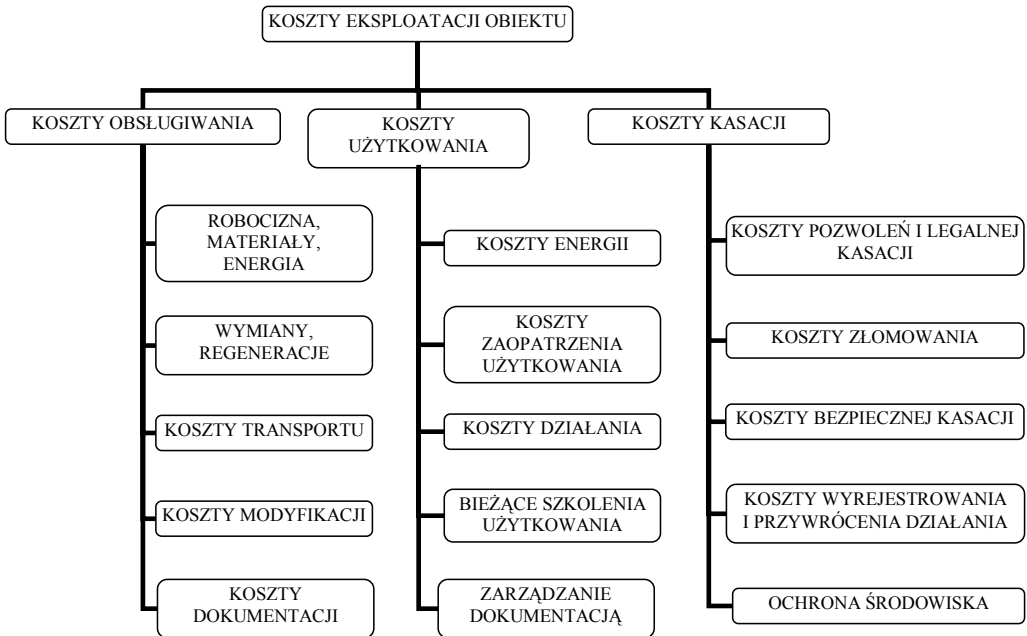 KOSZTY EKSPLOATACJI OBIEKTU
KOSZTY OBSŁUGIWANIA
ROBOCIZNA,
MATERIAŁY,
ENERGIA
WYMIANY,
REGENERACJE
KOSZTY TRANSPORTU
KOSZTY MODYFIKACJI
KOSZTY
DOKUMENTACJI
KOSZTY
UŻYTKOWANIA
KOSZTY ENERGII
KOSZTY
ZAOPATRZENIA
UŻYTKOWANIA
KOSZTY DZIAŁANIA
BIEŻĄCE SZKOLENIA
UŻYTKOWANIA
ZARZĄDZANIE
DOKUMENTACJĄ
KOSZTY KASACJI
KOSZTY POZWOLEŃ I LEGALNEJ
KASACJI
KOSZTY ZŁOMOWANIA
KOSZTY BEZPIECZNEJ KASACJI
KOSZTY WYREJESTROWANIA
I PRZYWRÓCENIA DZIAŁANIA
OCHRONA ŚRODOWISKA